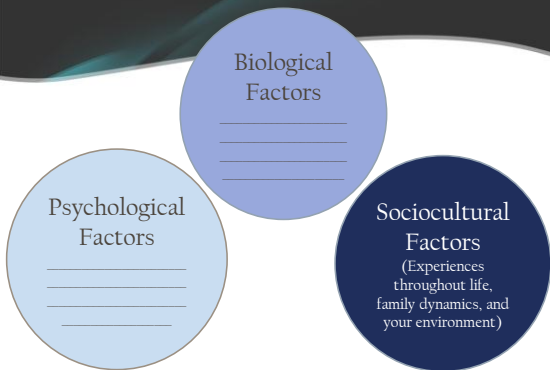 Biological
Factors
Psychological
Factors
Sociocultural
Factors
(Experiences
throughout life,
family dynamics, and
your environment)